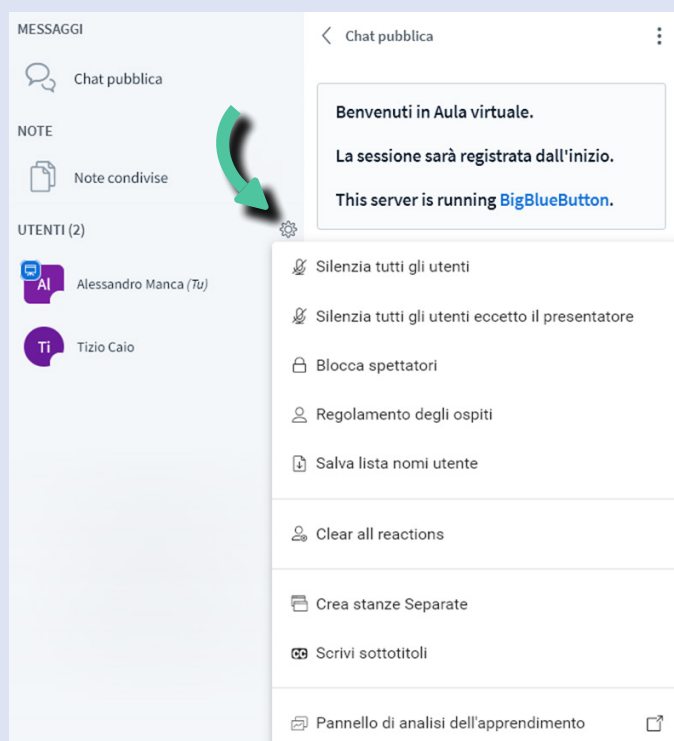 MESSAGGI
Chat pubblica
NOTE
Note condivise
UTENTI (2)
Al
Alessandro Manca (Tu)
Ti
Tizio Caio
Chat pubblica
Benvenuti in Aula virtuale.
La sessione sarà registrata dall'inizio.
This server is running BigBlueButton.
Silenzia tutti gli utenti
Silenzia tutti gli utenti eccetto il presentatore
Blocca spettatori
Regolamento degli ospiti
Salva lista nomi utente
Clear all reactions
Crea stanze Separate
CC Scrivi sottotitoli
Pannello di analisi dell'apprendimento